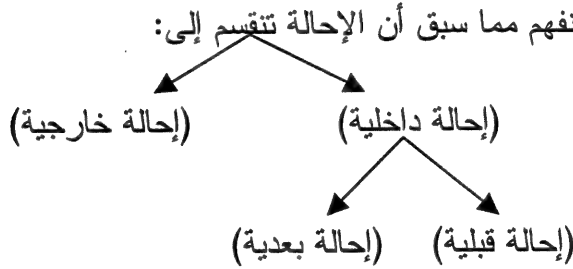 نفهم مما سبق أن الإحالة تنقسم إلى:
(إحالة داخلية) (إحالة خارجية)
(إحالة قبلية) (إحالة بعدية)